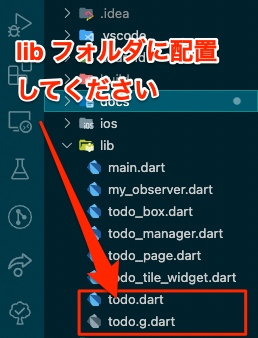 .idea
.vscode
lib フォルダに配置
してください
docs
ios
lib
main.dart
my_observer.dart
todo_box.dart
todo_manager.dart
todo_page.dart
todo_tile_widget.dart
todo.dart
todo.g.dart